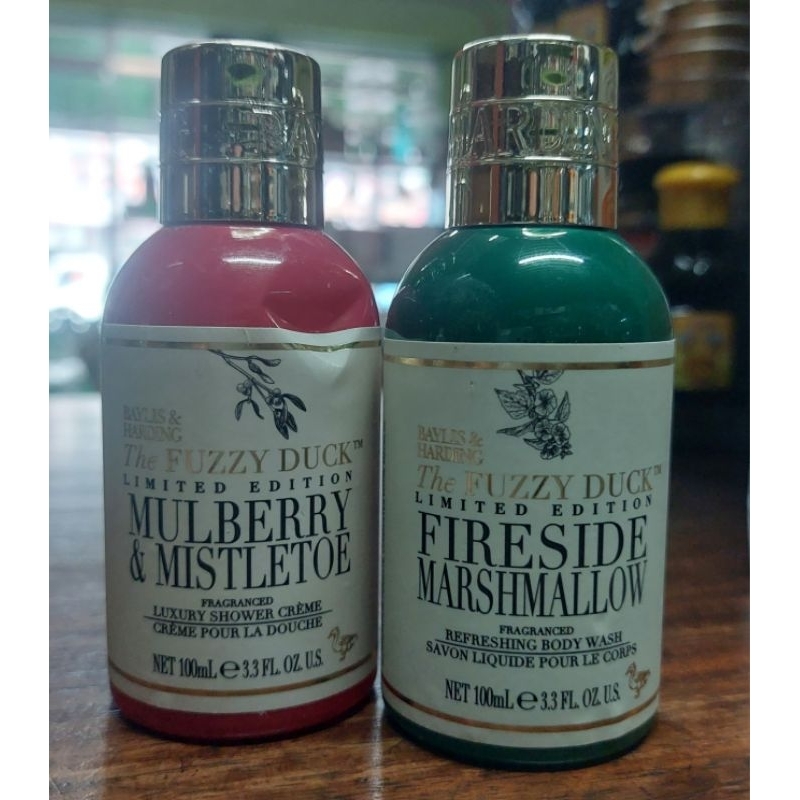 BAYLIS &
HARDING
The FUZZY DUCK™
LIMITED EDITION
MULBERRY
& MISTLETOE
FRAGRANCED
LUXURY SHOWER CRÈME
CRÈME POUR LA DOUCHE
NET 100mL ℮ 3.3 FL. OZ. U.S.
BAYLIS &
HARDING
The FUZZY DUCK™
LIMITED EDITION
FIRESIDE
MARSHMALLOW
FRAGRANCED
REFRESHING BODY WASH
SAVON LIQUIDE POUR LE CORPS
NET 100mL ℮ 3.3 FL. OZ. U.S.